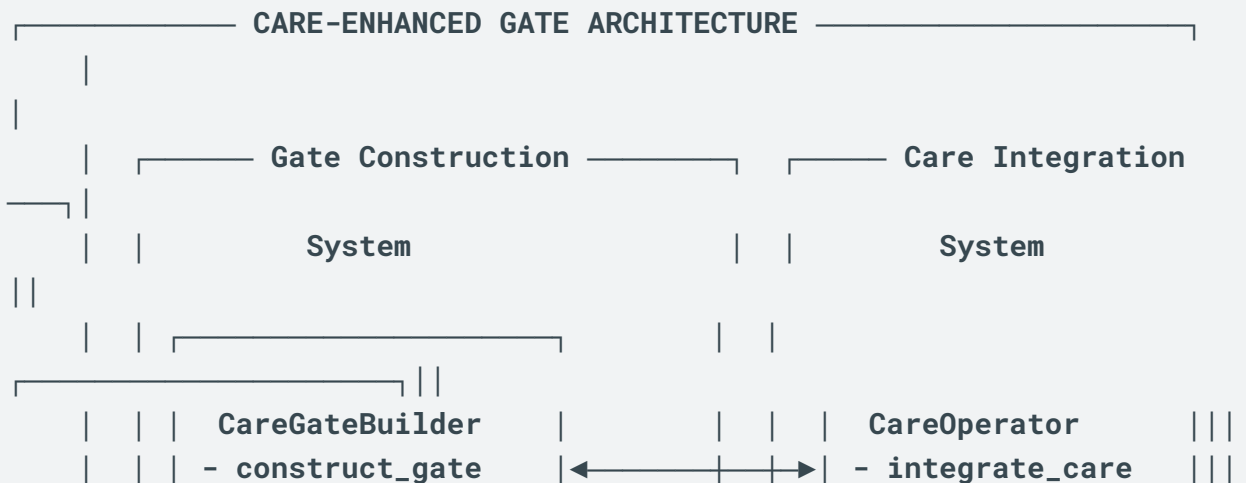 CARE-ENHANCED GATE ARCHITECTURE
Gate Construction Care Integration
System System
CareGateBuilder CareOperator
- construct_gate - integrate_care